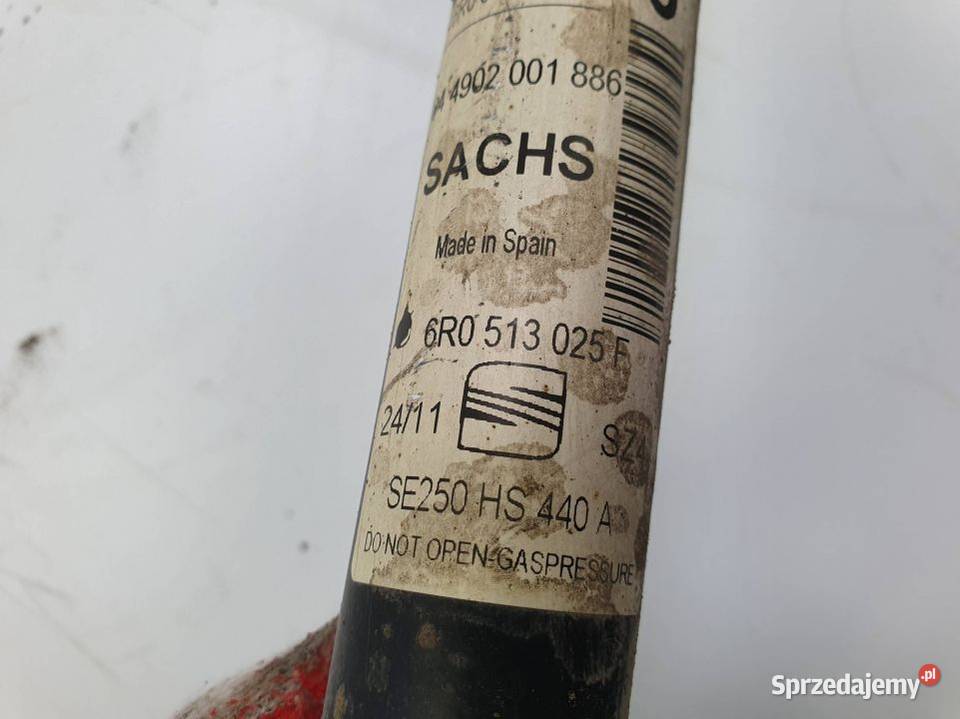 4902 001 886
SACHS
Made in Spain
6R0 513 025 F
24/11
SE250 HS 440 A
DO NOT OPEN-GASPRESSURE
Sprzedajemy.pl